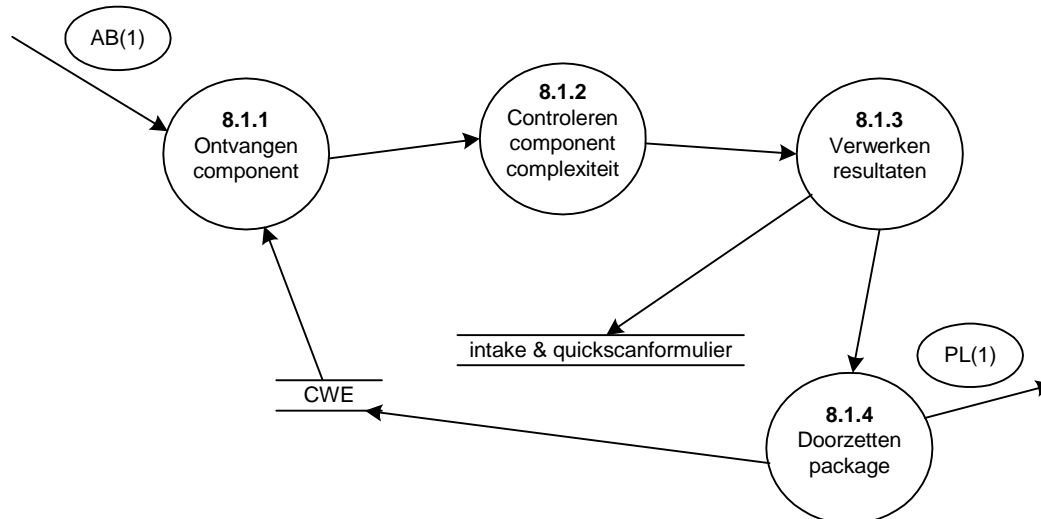 AB(1)
8.1.1
Ontvangen
component
8.1.2
Controleren
component
complexiteit
8.1.3
Verwerken
resultaten
intake & quickscanformulier
PL(1)
CWE
8.1.4
Doorzetten
package